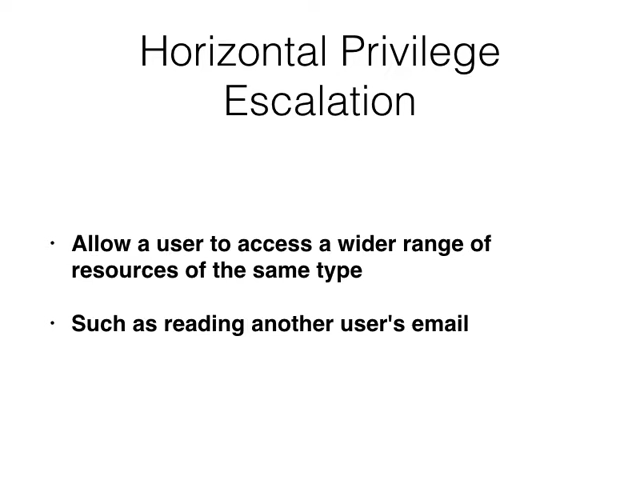 Horizontal Privilege
Escalation
• Allow a user to access a wider range of
resources of the same type
• Such as reading another user's email